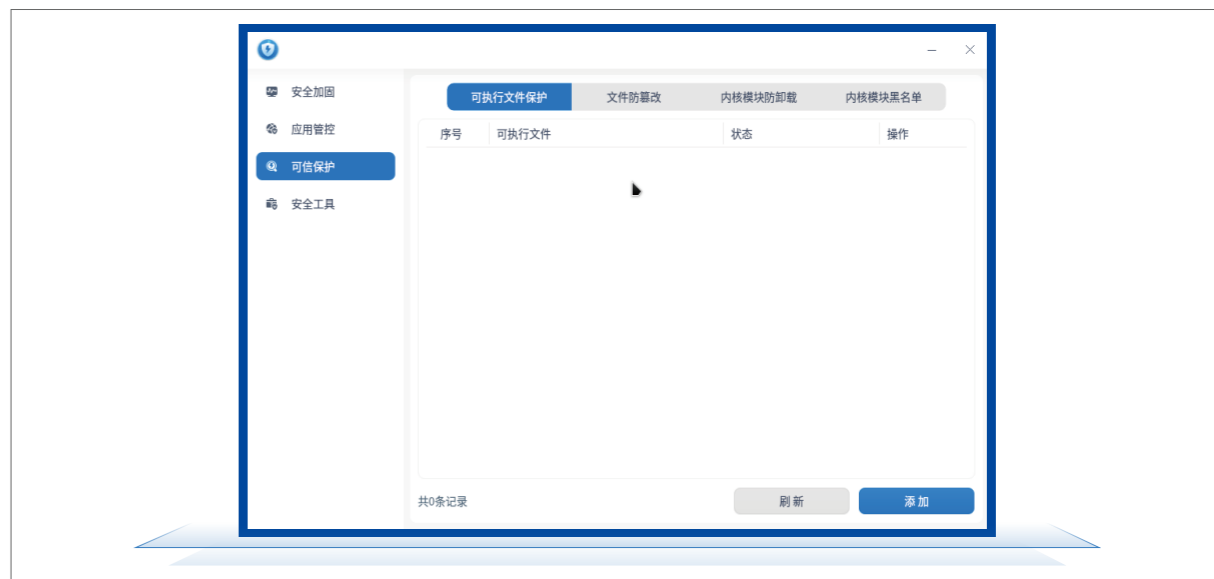 安全加固
应用管控
可信保护
安全工具
可执行文件保护 文件防篡改 内核模块防卸载 内核模块黑名单
序号 可执行文件 状态 操作
共0条记录 刷新 添加